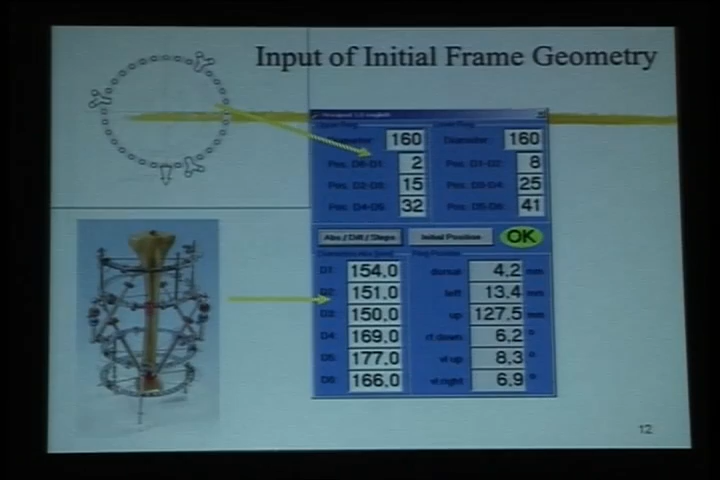 Input of Initial Frame Geometry
Diameter: 160 Diameter: 160
Pos. D6-D1: 2 Pos. D1-D2: 8
Pos. D2-D3: 15 Pos. D3-D4: 25
Pos. D4-D5: 32 Pos. D5-D6: 41
Abs / Diff / Steps Initial Position OK
D1: 154.0 dorsal 4.2 mm
D2: 151.0 left 13.4 mm
D3: 150.0 up 127.5 mm
D4: 169.0 rt down 6.2 °
D5: 177.0 vl up 8.3 °
D6: 166.0 vl right 6.9 °
12